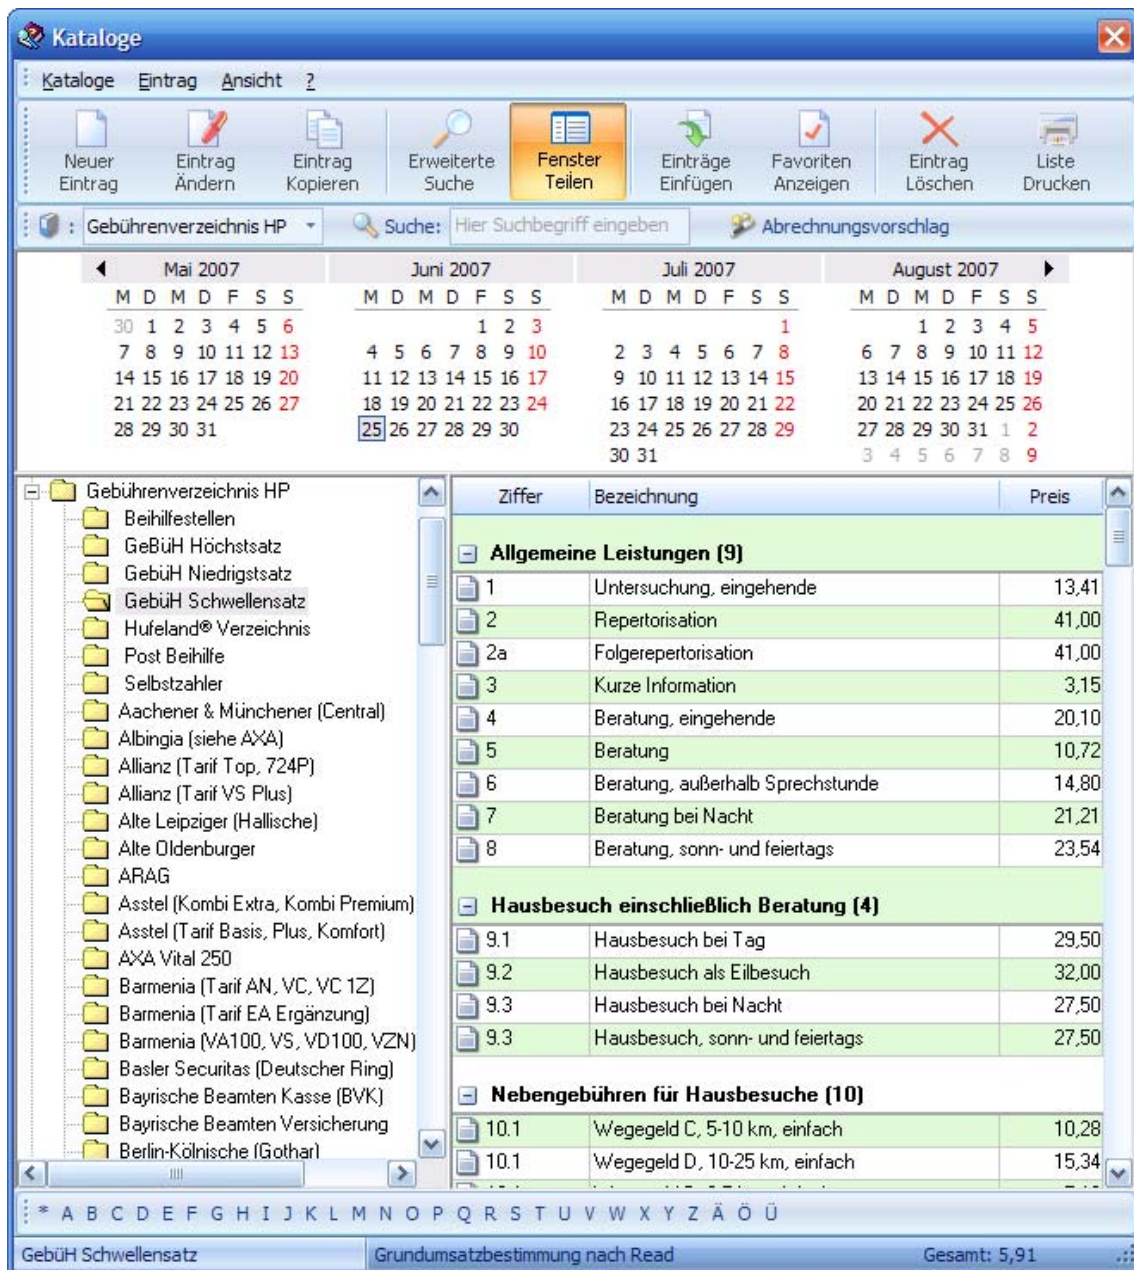 Kataloge
Kataloge Eintrag Ansicht ?
Neuer Eintrag
Eintrag Ändern
Eintrag Kopieren
Erweiterte Suche
Fenster Teilen
Einträge Einfügen
Favoriten Anzeigen
Eintrag Löschen
Liste Drucken
: Gebührenverzeichnis HP Suche: Hier Suchbegriff eingeben Abrechnungsvorschlag
Mai 2007
M D M D F S S
30 1 2 3 4 5 6
7 8 9 10 11 12 13
14 15 16 17 18 19 20
21 22 23 24 25 26 27
28 29 30 31
Juni 2007
M D M D F S S
1 2 3
4 5 6 7 8 9 10
11 12 13 14 15 16 17
18 19 20 21 22 23 24
25 26 27 28 29 30
Juli 2007
M D M D F S S
1
2 3 4 5 6 7 8
9 10 11 12 13 14 15
16 17 18 19 20 21 22
23 24 25 26 27 28 29
30 31
August 2007
M D M D F S S
1 2 3 4 5
6 7 8 9 10 11 12
13 14 15 16 17 18 19
20 21 22 23 24 25 26
27 28 29 30 31 1 2
3 4 5 6 7 8 9
Gebührenverzeichnis HP
Beihilfestellen
GeBüH Höchstsatz
GebüH Niedrigstsatz
GebüH Schwellensatz
Hufeland® Verzeichnis
Post Beihilfe
Selbstzahler
Aachener & Münchener (Central)
Albingia (siehe AXA)
Allianz (Tarif Top, 724P)
Allianz (Tarif VS Plus)
Alte Leipziger (Hallische)
Alte Oldenburger
ARAG
Asstel (Kombi Extra, Kombi Premium)
Asstel (Tarif Basis, Plus, Komfort)
AXA Vital 250
Barmenia (Tarif AN, VC, VC 1Z)
Barmenia (Tarif EA Ergänzung)
Barmenia (VA100, VS, VD100, VZN)
Basler Securitas (Deutscher Ring)
Bayrische Beamten Kasse (BVK)
Bayrische Beamten Versicherung
Berlin-Kölnische (Gothar)
Ziffer Bezeichnung Preis
Allgemeine Leistungen (9)
1 Untersuchung, eingehende 13,41
2 Repertorisation 41,00
2a Folgerepertorisation 41,00
3 Kurze Information 3,15
4 Beratung, eingehende 20,10
5 Beratung 10,72
6 Beratung, außerhalb Sprechstunde 14,80
7 Beratung bei Nacht 21,21
8 Beratung, sonn- und feiertags 23,54
Hausbesuch einschließlich Beratung (4)
9.1 Hausbesuch bei Tag 29,50
9.2 Hausbesuch als Eilbesuch 32,00
9.3 Hausbesuch bei Nacht 27,50
9.3 Hausbesuch, sonn- und feiertags 27,50
Nebengebühren für Hausbesuche (10)
10.1 Wegegeld C, 5-10 km, einfach 10,28
10.1 Wegegeld D, 10-25 km, einfach 15,34
* A B C D E F G H I J K L M N O P Q R S T U V W X Y Z Ä Ö Ü
GebüH Schwellensatz Grundumsatzbestimmung nach Read Gesamt: 5,91